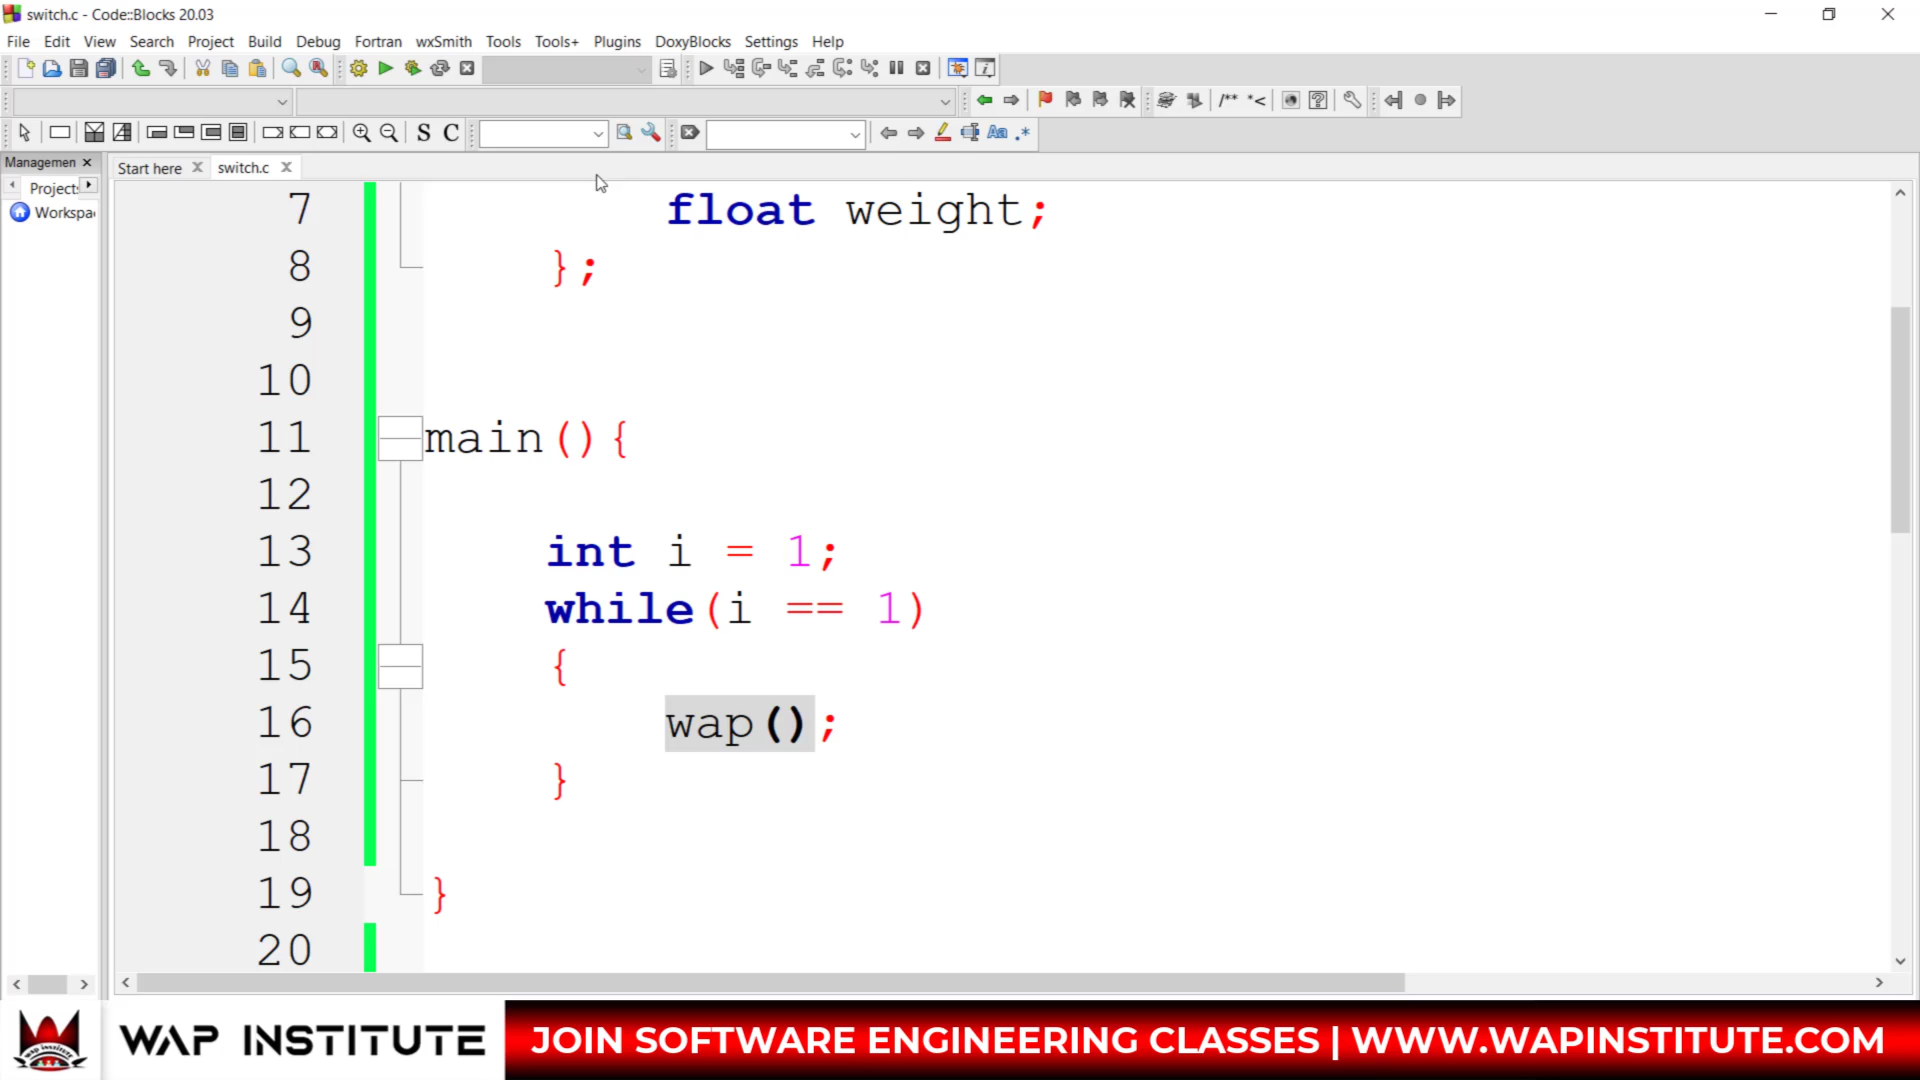 switch.c - Code::Blocks 20.03
File Edit View Search Project Build Debug Fortran wxSmith Tools Tools+ Plugins DoxyBlocks Settings Help
/** *<
S C
Aa .*
Managemen
Start here
switch.c
Projects
Workspa
7 float weight;
8 };
9
10
11 main(){
12
13 int i = 1;
14 while(i == 1)
15 {
16 wap();
17 }
18
19 }
20
WAP INSTITUTE
JOIN SOFTWARE ENGINEERING CLASSES | WWW.WAPINSTITUTE.COM